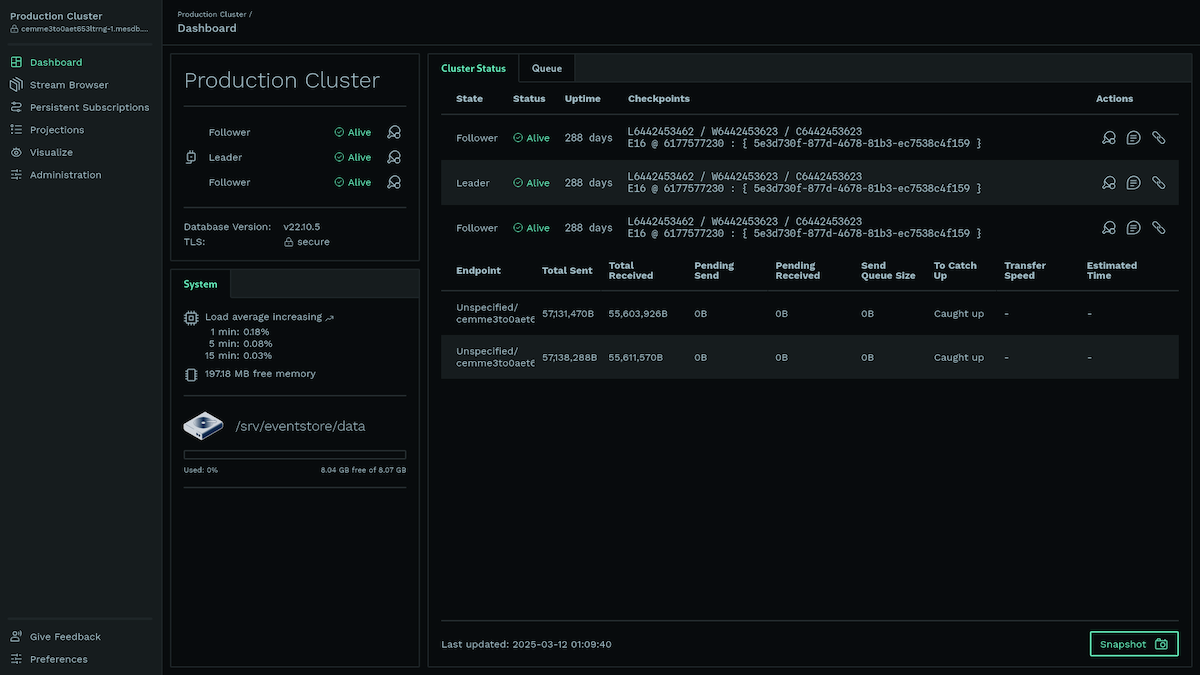 Production Cluster
cemme3to0aet653ltrng-1.mesdb....
Dashboard
Stream Browser
Persistent Subscriptions
Projections
Visualize
Administration
Give Feedback
Preferences
Production Cluster /
Dashboard
Production Cluster
Follower Alive
Leader Alive
Follower Alive
Database Version: v22.10.5
TLS: secure
System
Load average increasing
1 min: 0.18%
5 min: 0.08%
15 min: 0.03%
197.18 MB free memory
/srv/eventstore/data
Used: 0% 8.04 GB free of 8.07 GB
Cluster Status Queue
State Status Uptime Checkpoints Actions
Follower Alive 288 days L6442453462 / W6442453623 / C6442453623
E16 @ 6177577230 : { 5e3d730f-877d-4678-81b3-ec7538c4f159 }
Leader Alive 288 days L6442453462 / W6442453623 / C6442453623
E16 @ 6177577230 : { 5e3d730f-877d-4678-81b3-ec7538c4f159 }
Follower Alive 288 days L6442453462 / W6442453623 / C6442453623
E16 @ 6177577230 : { 5e3d730f-877d-4678-81b3-ec7538c4f159 }
Endpoint Total Sent Total Received Pending Send Pending Received Send Queue Size To Catch Up Transfer Speed Estimated Time
Unspecified/
cemme3to0aet6 57,131,470B 55,603,926B 0B 0B 0B Caught up - -
Unspecified/
cemme3to0aet6 57,138,288B 55,611,570B 0B 0B 0B Caught up - -
Last updated: 2025-03-12 01:09:40
Snapshot